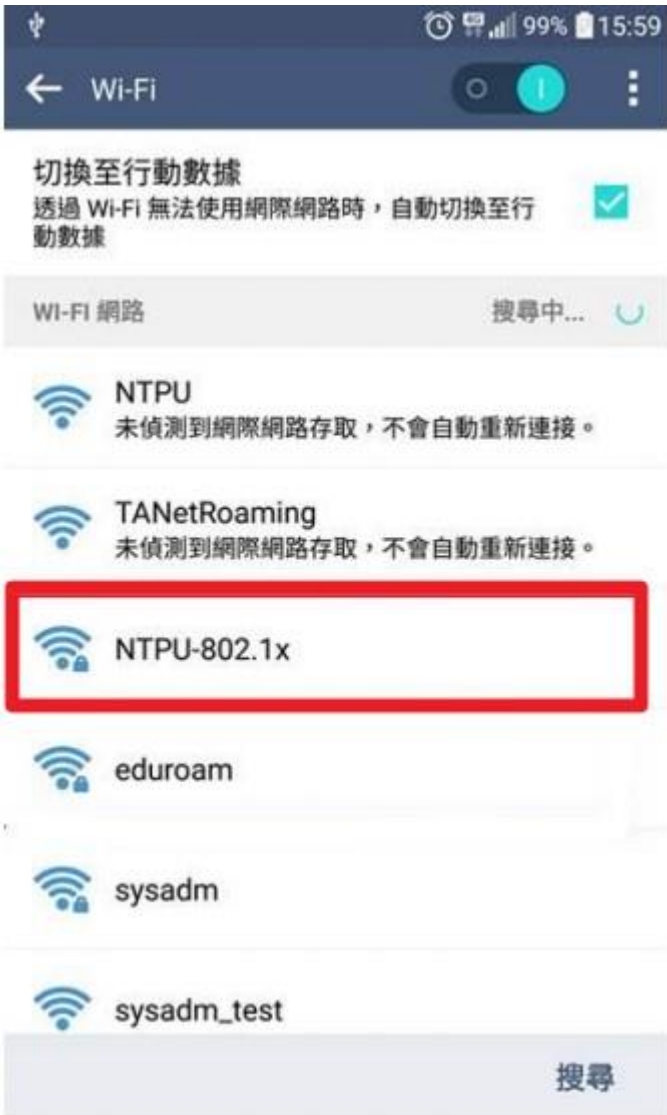 99% 15:59
Wi-Fi
切換至行動數據
透過 Wi-Fi 無法使用網際網路時，自動切換至行
動數據
WI-FI 網路 搜尋中...
NTPU
未偵測到網際網路存取，不會自動重新連接。
TANetRoaming
未偵測到網際網路存取，不會自動重新連接。
NTPU-802.1x
eduroam
sysadm
sysadm_test
搜尋